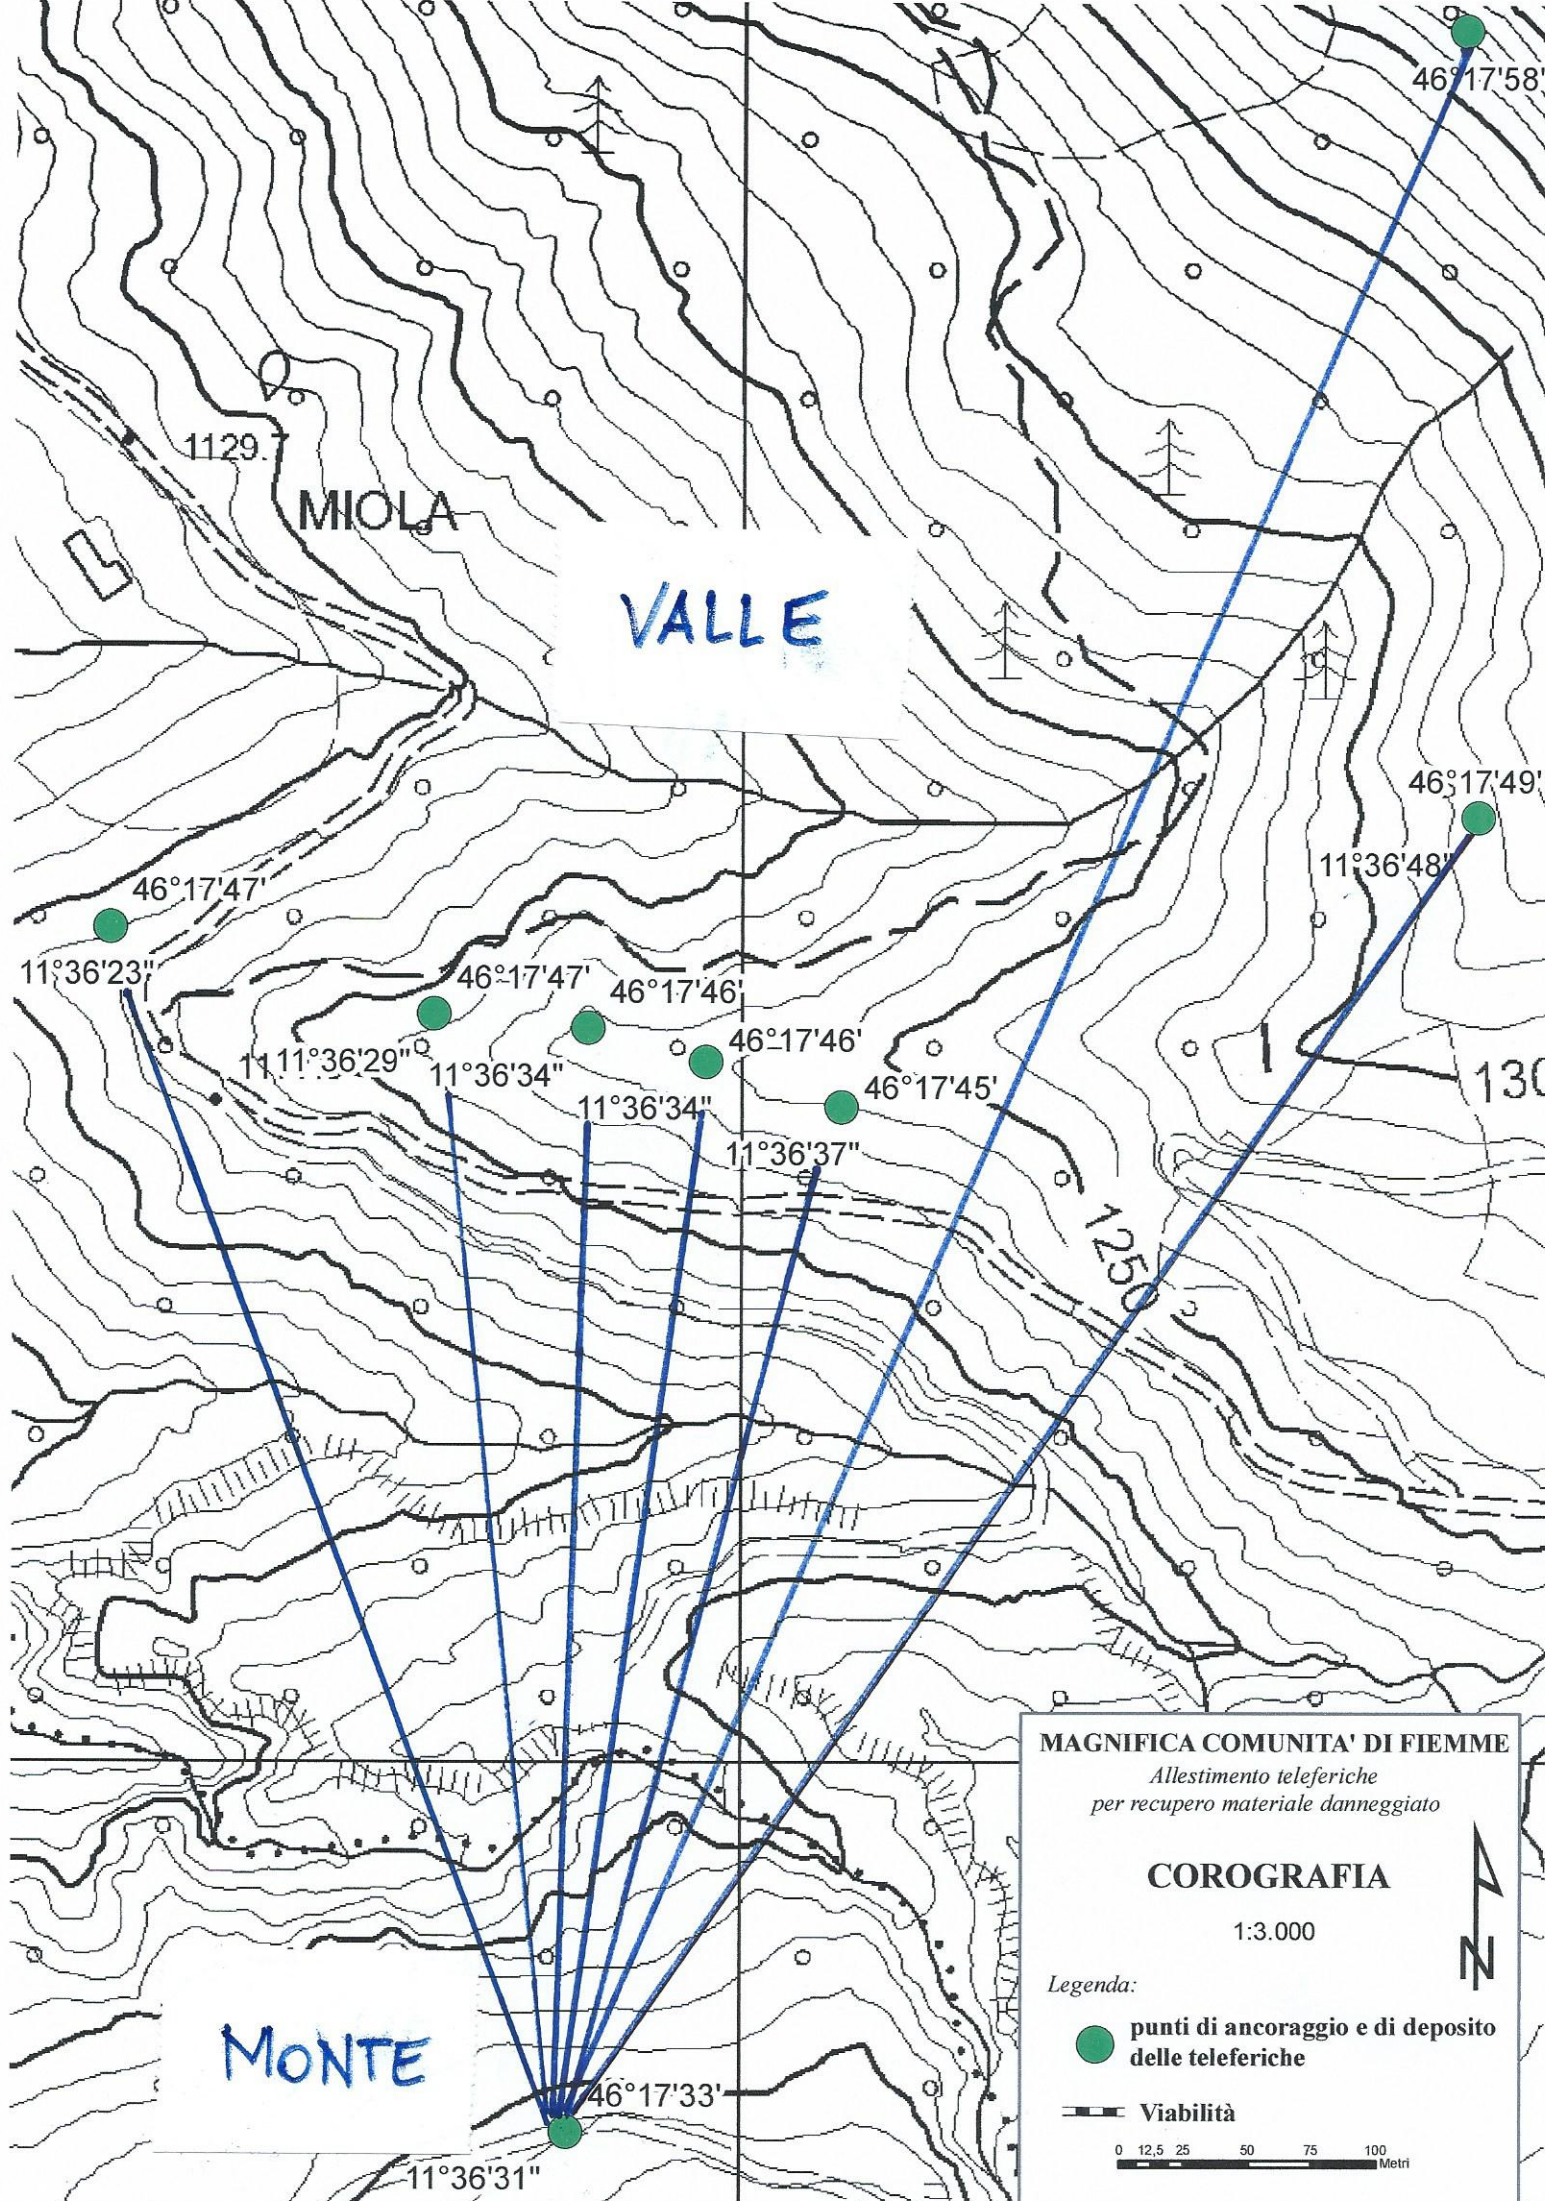 46°17'58'
1129.7
MIOLA
VALLE
46°17'49'
11°36'48"
46°17'47'
11°36'23"
46°17'47'
46°17'46'
46°17'46'
11°36'29"
11°36'34"
46°17'45'
11°36'34"
130
11°36'37"
1250
MAGNIFICA COMUNITA' DI FIEMME
Allestimento teleferiche
per recupero materiale danneggiato
COROGRAFIA
1:3.000
N
Legenda:
punti di ancoraggio e di deposito
delle teleferiche
Viabilità
0 12,5 25 50 75 100
Metri
MONTE
46°17'33'
11°36'31"